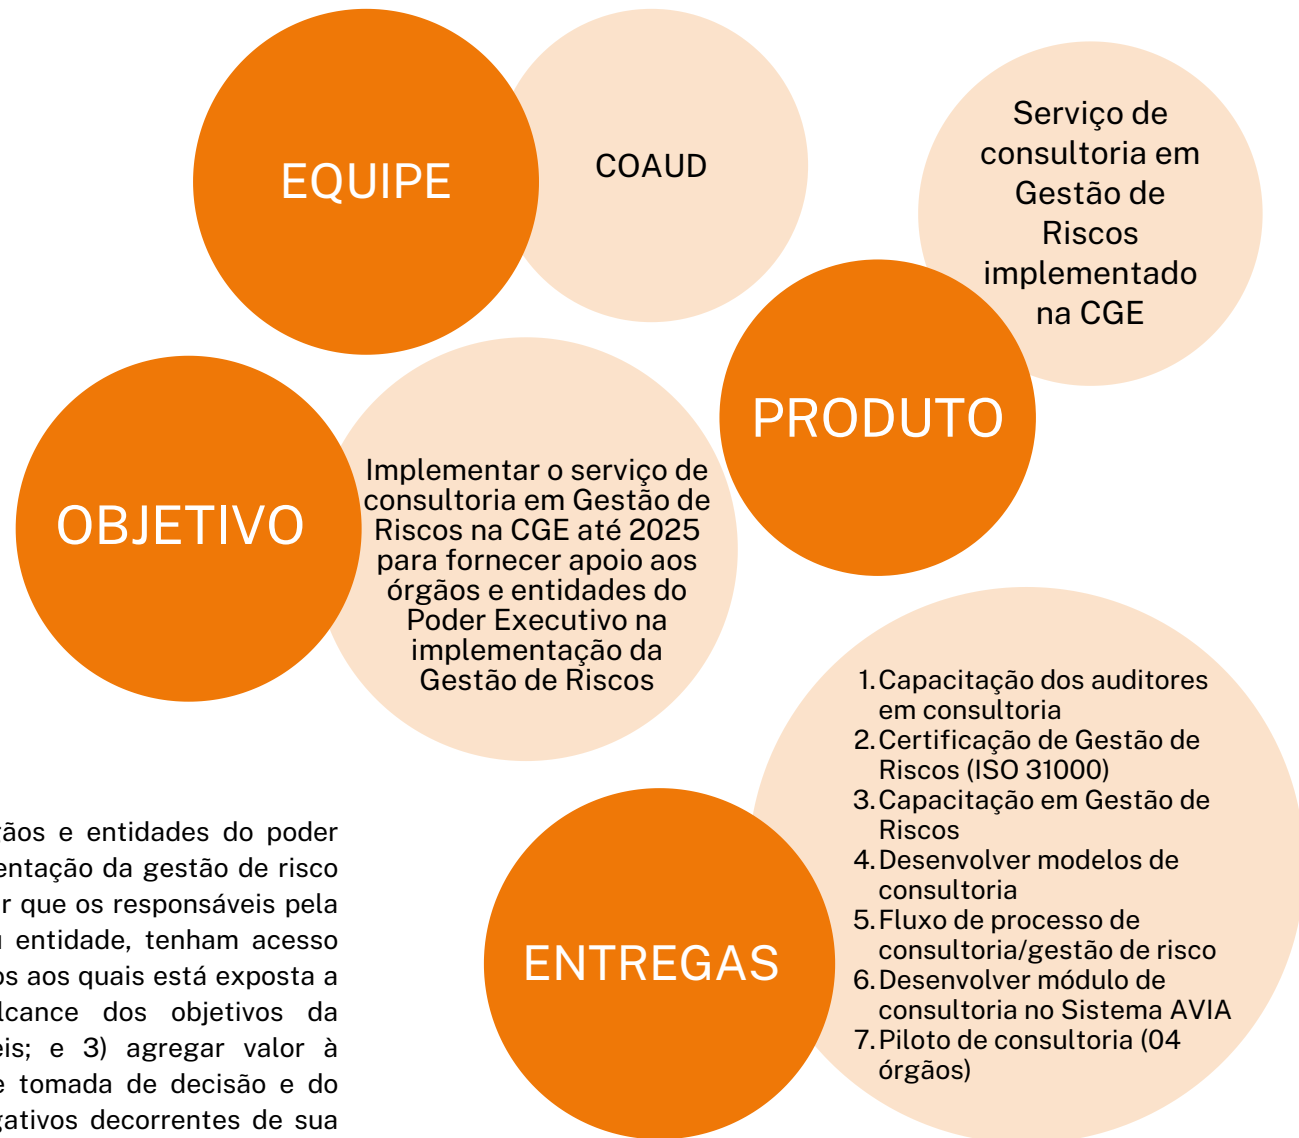 EQUIPE
COAUD
Serviço de
consultoria em
Gestão de
Riscos
implementado
na CGE
PRODUTO
OBJETIVO
Implementar o serviço de
consultoria em Gestão de
Riscos na CGE até 2025
para fornecer apoio aos
órgãos e entidades do
Poder Executivo na
implementação da
Gestão de Riscos
ENTREGAS
1. Capacitação dos auditores
em consultoria
2. Certificação de Gestão de
Riscos (ISO 31000)
3. Capacitação em Gestão de
Riscos
4. Desenvolver modelos de
consultoria
5. Fluxo de processo de
consultoria/gestão de risco
6. Desenvolver módulo de
consultoria no Sistema AVIA
7. Piloto de consultoria (04
órgãos)
e entidades do poder
da gestão de risco
que os responsáveis pela
entidade, tenham acesso
aos quais está exposta a
dos objetivos da
e 3) agregar valor à
tomada de decisão e do
decorrentes de sua